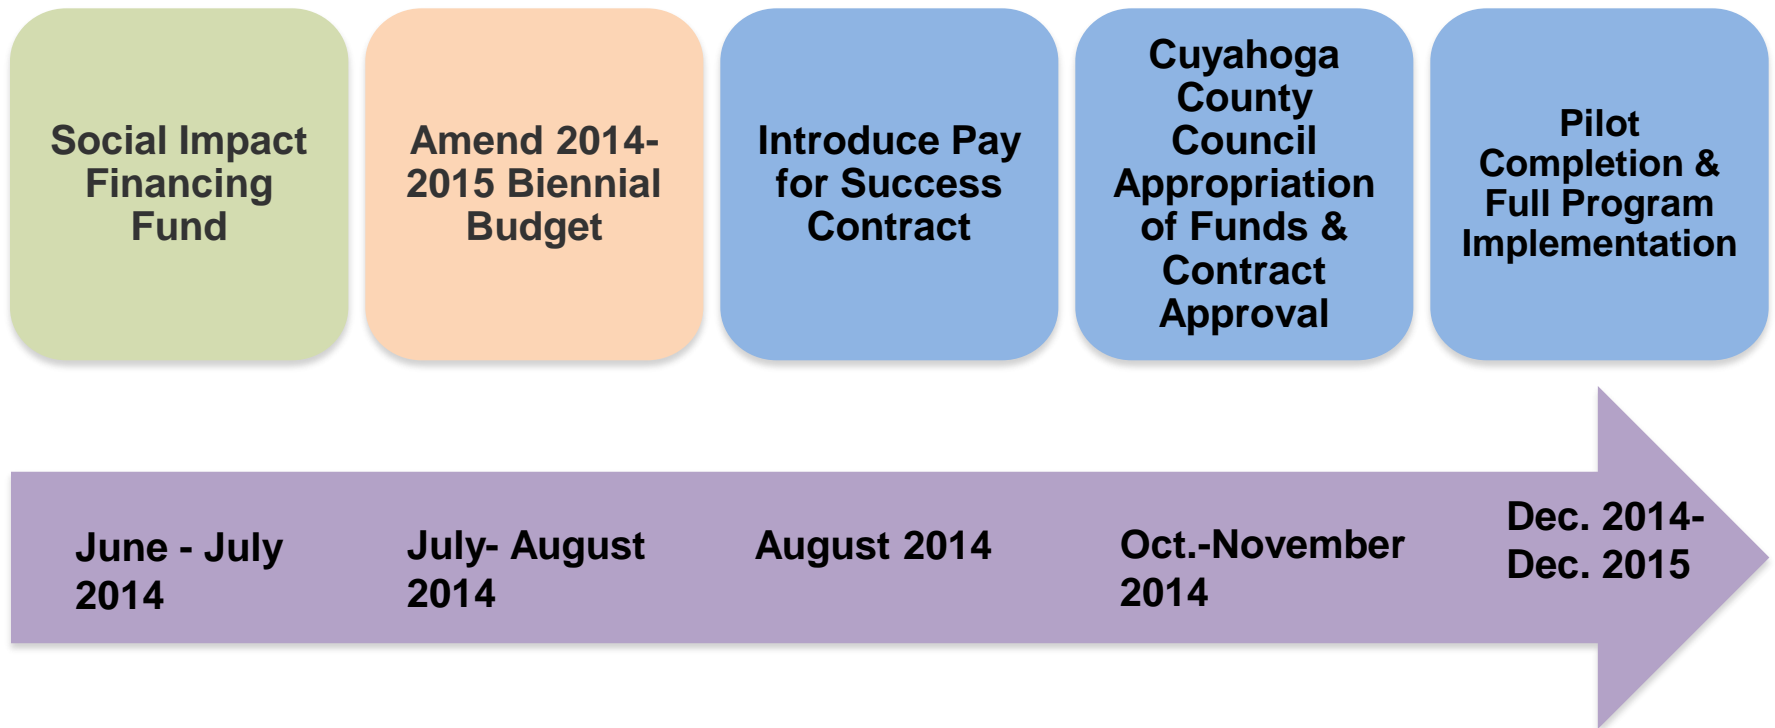 Social Impact
Financing
Fund
Amend 2014-
2015 Biennial
Budget
Introduce Pay
for Success
Contract
Cuyahoga
County
Council
Appropriation
of Funds &
Contract
Approval
Pilot
Completion &
Full Program
Implementation
June - July
2014
July- August
2014
August 2014
Oct.-November
2014
Dec. 2014-
Dec. 2015